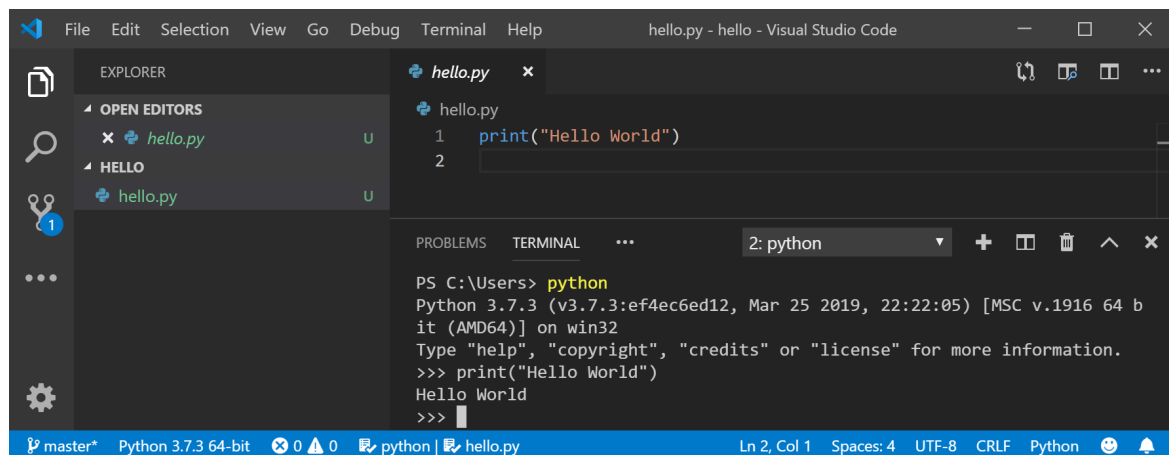 File Edit Selection View Go Debug Terminal Help hello.py - hello - Visual Studio Code
EXPLORER
OPEN EDITORS
hello.py U
HELLO
hello.py U
1
hello.py
hello.py
1 print("Hello World")
2
PROBLEMS TERMINAL ••• 2: python
PS C:\Users> python
Python 3.7.3 (v3.7.3:ef4ec6ed12, Mar 25 2019, 22:22:05) [MSC v.1916 64 b
it (AMD64)] on win32
Type "help", "copyright", "credits" or "license" for more information.
>>> print("Hello World")
Hello World
>>>
master* Python 3.7.3 64-bit 0 0 python | hello.py Ln 2, Col 1 Spaces: 4 UTF-8 CRLF Python